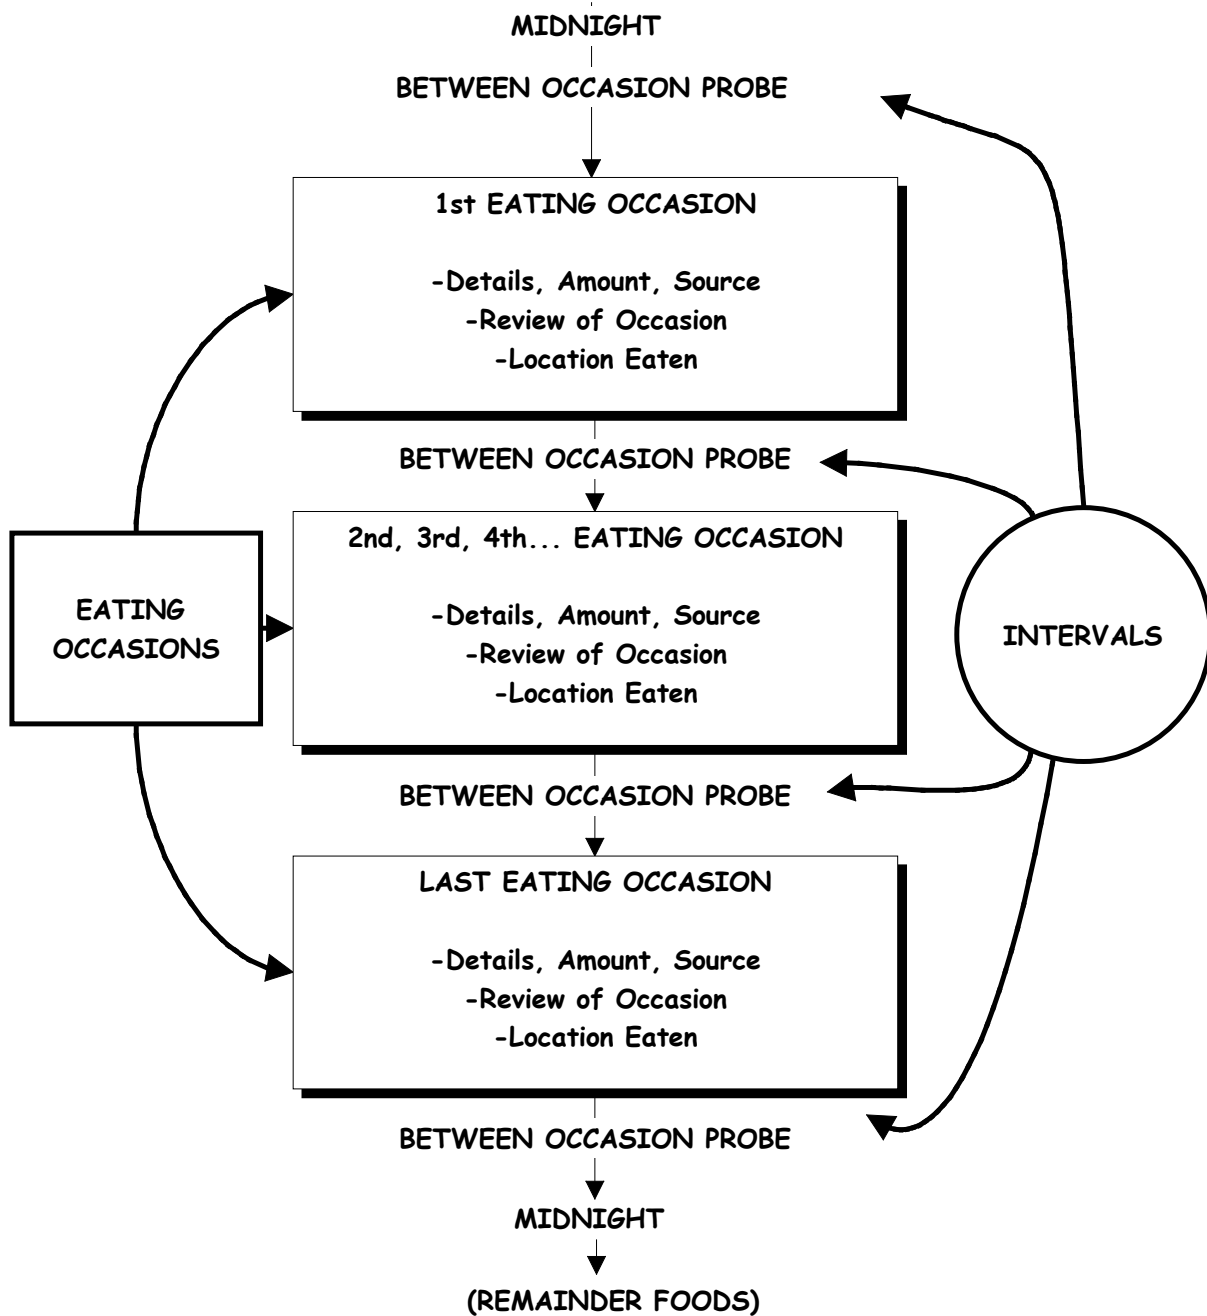 MIDNIGHT
BETWEEN OCCASION PROBE
1st EATING OCCASION
-Details, Amount, Source
-Review of Occasion
-Location Eaten
BETWEEN OCCASION PROBE
2nd, 3rd, 4th... EATING OCCASION
-Details, Amount, Source
-Review of Occasion
-Location Eaten
EATING
OCCASIONS
INTERVALS
BETWEEN OCCASION PROBE
LAST EATING OCCASION
-Details, Amount, Source
-Review of Occasion
-Location Eaten
BETWEEN OCCASION PROBE
MIDNIGHT
(REMAINDER FOODS)